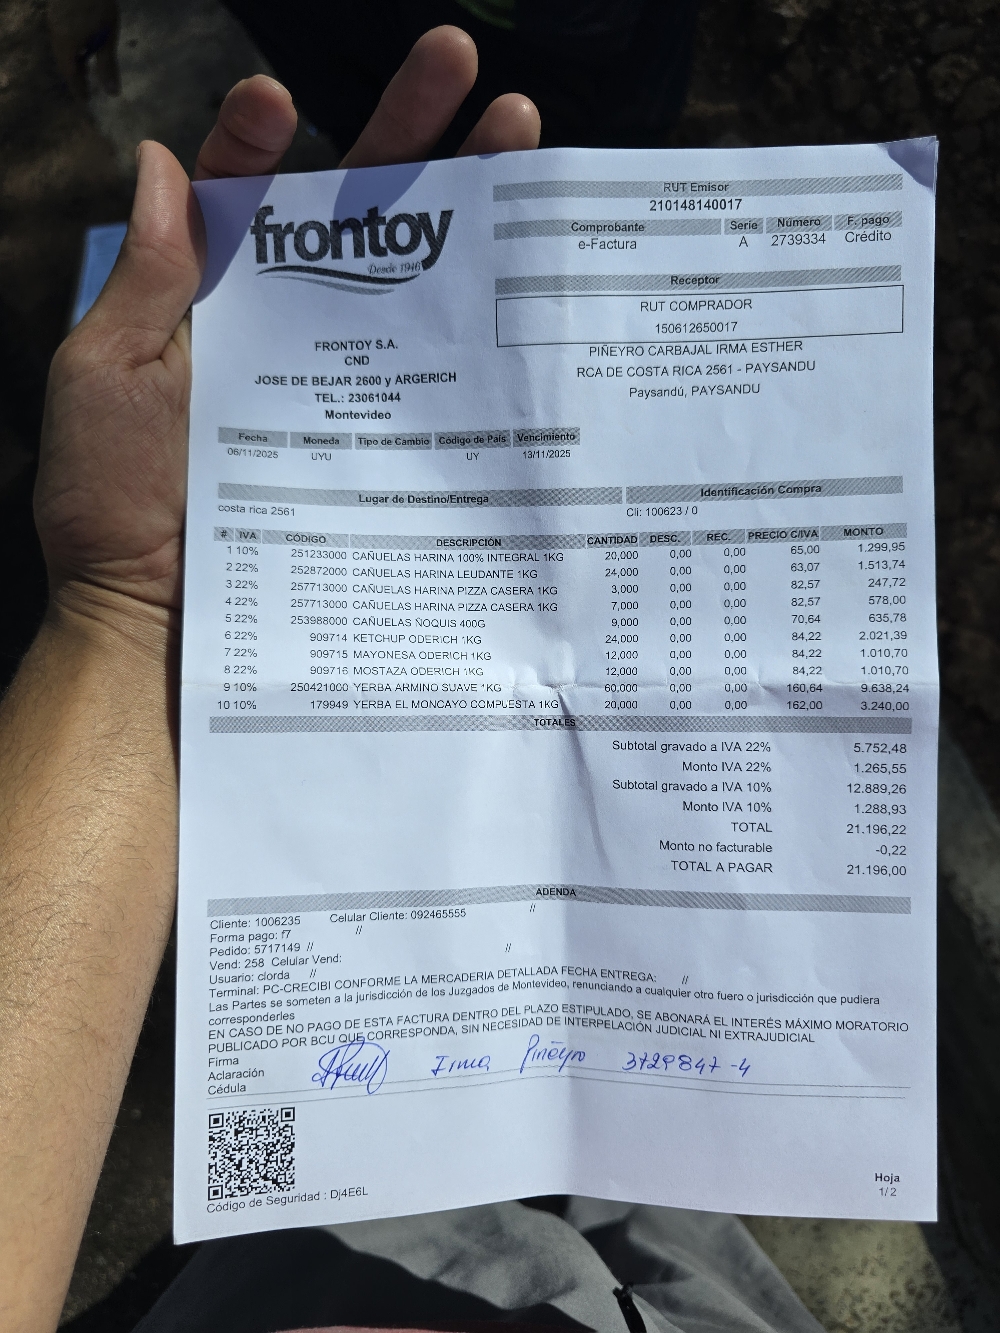 frontoy
Desde 1946
RUT Emisor
210148140017
Comprobante Serie Número F. pago
e-Factura A 2739334 Crédito
Receptor
RUT COMPRADOR
150612650017
PIÑEYRO CARBAJAL IRMA ESTHER
RCA DE COSTA RICA 2561 - PAYSANDU
Paysandú, PAYSANDU
FRONTOY S.A.
CND
JOSE DE BEJAR 2600 y ARGERICH
TEL.: 23061044
Montevideo
Fecha Moneda Tipo de Cambio Código de País Vencimiento
06/11/2025 UYU UY 13/11/2025
Lugar de Destino/Entrega Identificación Compra
costa rica 2561 Cli: 100623 / 0
# IVA CÓDIGO DESCRIPCIÓN CANTIDAD DESC. REC. PRECIO C/IVA MONTO
1 10% 251233000 CAÑUELAS HARINA 100% INTEGRAL 1KG 20,000 0,00 0,00 65,00 1.299,95
2 22% 252872000 CAÑUELAS HARINA LEUDANTE 1KG 24,000 0,00 0,00 63,07 1.513,74
3 22% 257713000 CAÑUELAS HARINA PIZZA CASERA 1KG 3,000 0,00 0,00 82,57 247,72
4 22% 257713000 CAÑUELAS HARINA PIZZA CASERA 1KG 7,000 0,00 0,00 82,57 578,00
5 22% 253988000 CAÑUELAS ÑOQUIS 400G 9,000 0,00 0,00 70,64 635,78
6 22% 909714 KETCHUP ODERICH 1KG 24,000 0,00 0,00 84,22 2.021,39
7 22% 909715 MAYONESA ODERICH 1KG 12,000 0,00 0,00 84,22 1.010,70
8 22% 909716 MOSTAZA ODERICH 1KG 12,000 0,00 0,00 84,22 1.010,70
9 10% 250421000 YERBA ARMINO SUAVE 1KG 60,000 0,00 0,00 160,64 9.638,24
10 10% 179949 YERBA EL MONCAYO COMPUESTA 1KG 20,000 0,00 0,00 162,00 3.240,00
TOTALES
Subtotal gravado a IVA 22% 5.752,48
Monto IVA 22% 1.265,55
Subtotal gravado a IVA 10% 12.889,26
Monto IVA 10% 1.288,93
TOTAL 21.196,22
Monto no facturable -0,22
TOTAL A PAGAR 21.196,00
ADENDA
Cliente: 1006235 Celular Cliente: 092465555 //
Forma pago: f7 //
Pedido: 5717149 //
Vend: 258 Celular Vend: //
Usuario: clorda //
Terminal: PC-CRECIBI CONFORME LA MERCADERIA DETALLADA FECHA ENTREGA: //
Las Partes se someten a la jurisdicción de los Juzgados de Montevideo, renunciando a cualquier otro fuero o jurisdicción que pudiera
corresponderles
EN CASO DE NO PAGO DE ESTA FACTURA DENTRO DEL PLAZO ESTIPULADO, SE ABONARÁ EL INTERÉS MÁXIMO MORATORIO
PUBLICADO POR BCU QUE CORRESPONDA, SIN NECESIDAD DE INTERPELACIÓN JUDICIAL NI EXTRAJUDICIAL
Firma
Aclaración Irma Piñeyro 3729847-4
Cédula
Código de Seguridad : Dj4E6L
Hoja
1/2